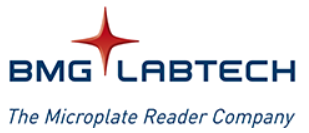 BMG LABTECH
The Microplate Reader Company